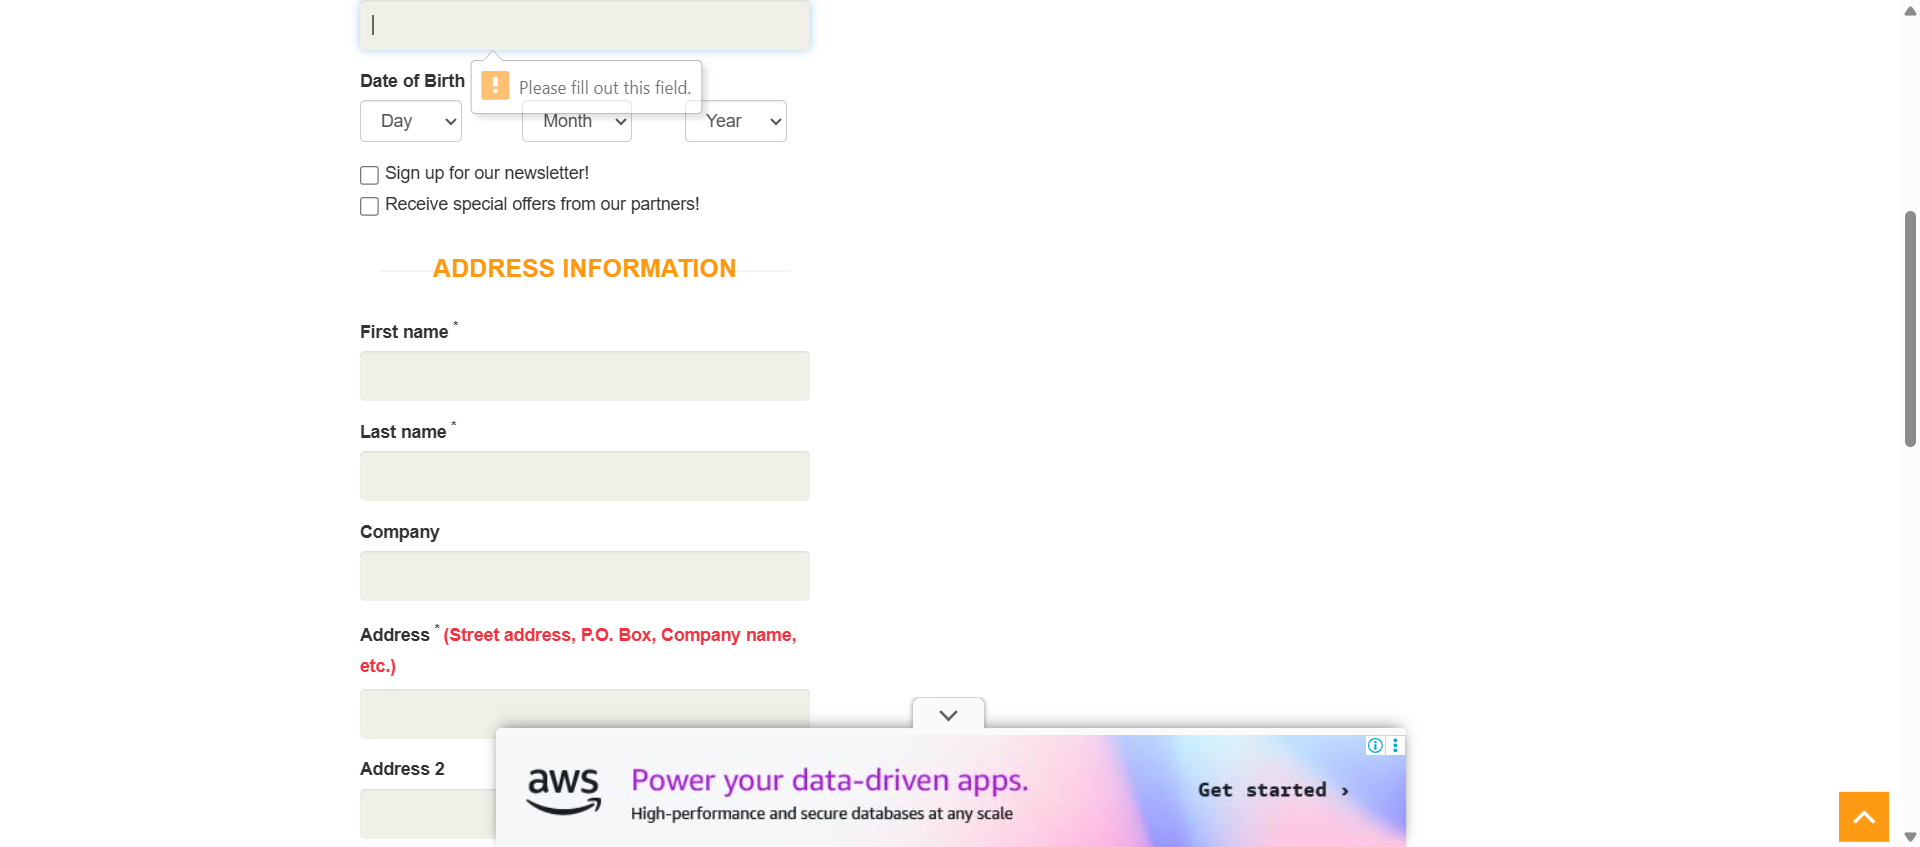 Please fill out this field.
Date of Birth
Day Month Year
Sign up for our newsletter!
Receive special offers from our partners!
ADDRESS INFORMATION
First name *
Last name *
Company
Address * (Street address, P.O. Box, Company name,
etc.)
Address 2
aws
Power your data-driven apps.
High-performance and secure databases at any scale
Get started ›